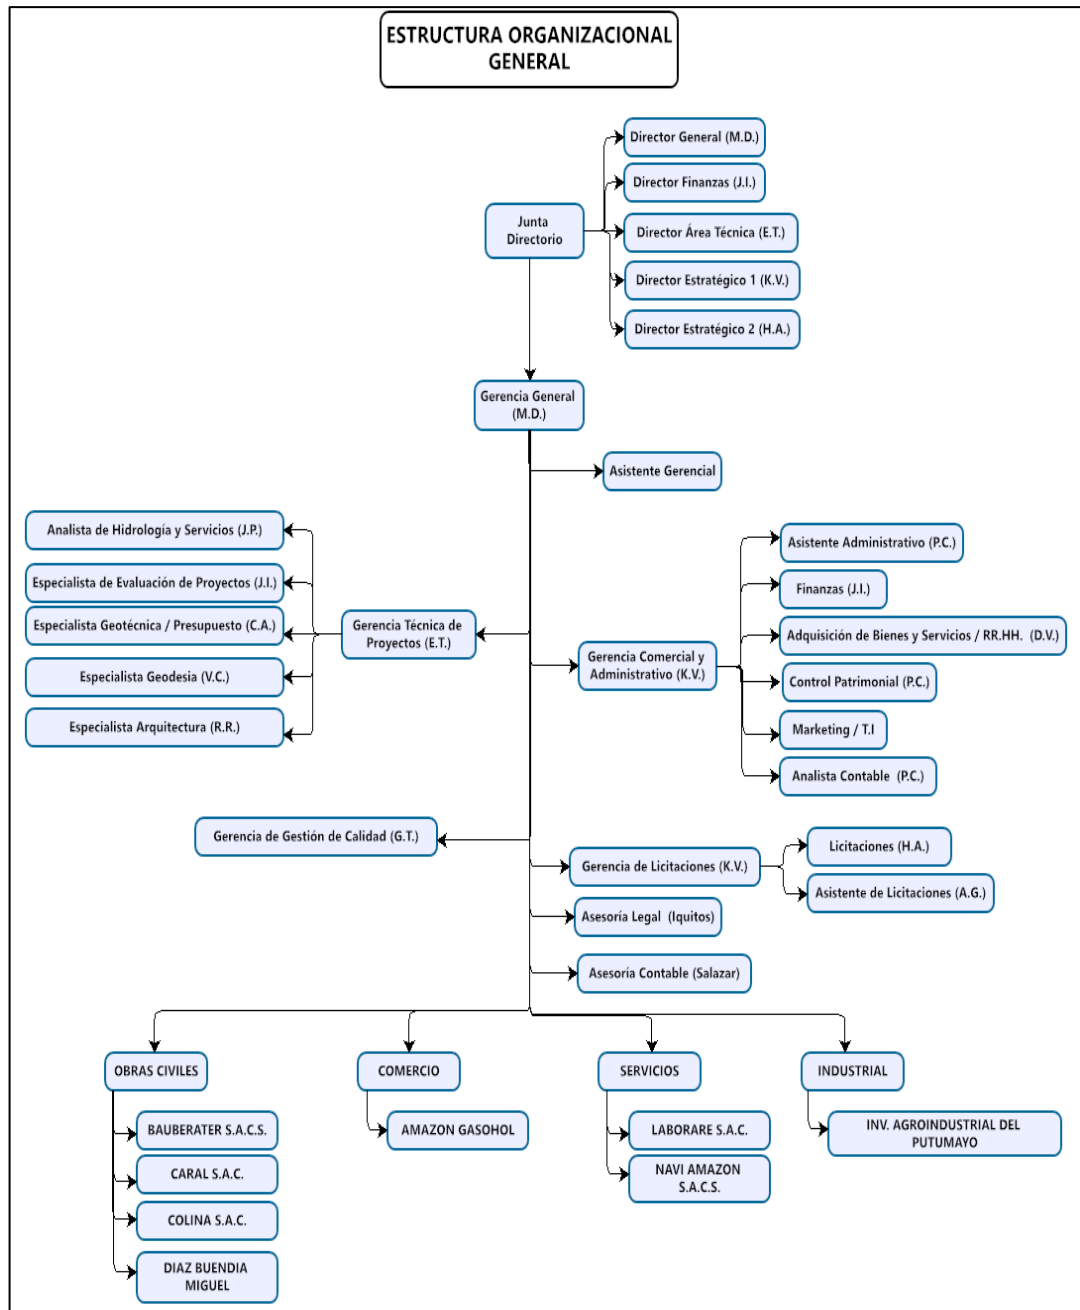 ESTRUCTURA ORGANIZACIONAL
GENERAL
Director General (M.D.)
Director Finanzas (J.I.)
Junta
Directorio
Director Área Técnica (E.T.)
Director Estratégico 1 (K.V.)
Director Estratégico 2 (H.A.)
Gerencia General
(M.D.)
Asistente Gerencial
Analista de Hidrología y Servicios (J.P.)
Especialista de Evaluación de Proyectos (J.I.)
Especialista Geotécnica / Presupuesto (C.A.)
Especialista Geodesia (V.C.)
Especialista Arquitectura (R.R.)
Gerencia Técnica de
Proyectos (E.T.)
Gerencia Comercial y
Administrativo (K.V.)
Asistente Administrativo (P.C.)
Finanzas (J.I.)
Adquisición de Bienes y Servicios / RR.HH. (D.V.)
Control Patrimonial (P.C.)
Marketing / T.I
Analista Contable (P.C.)
Gerencia de Gestión de Calidad (G.T.)
Gerencia de Licitaciones (K.V.)
Licitaciones (H.A.)
Asistente de Licitaciones (A.G.)
Asesoría Legal (Iquitos)
Asesoría Contable (Salazar)
OBRAS CIVILES
BAUBERATER S.A.C.S.
CARAL S.A.C.
COLINA S.A.C.
DIAZ BUENDIA
MIGUEL
COMERCIO
AMAZON GASOHOL
SERVICIOS
LABORARE S.A.C.
NAVI AMAZON
S.A.C.S.
INDUSTRIAL
INV. AGROINDUSTRIAL DEL
PUTUMAYO